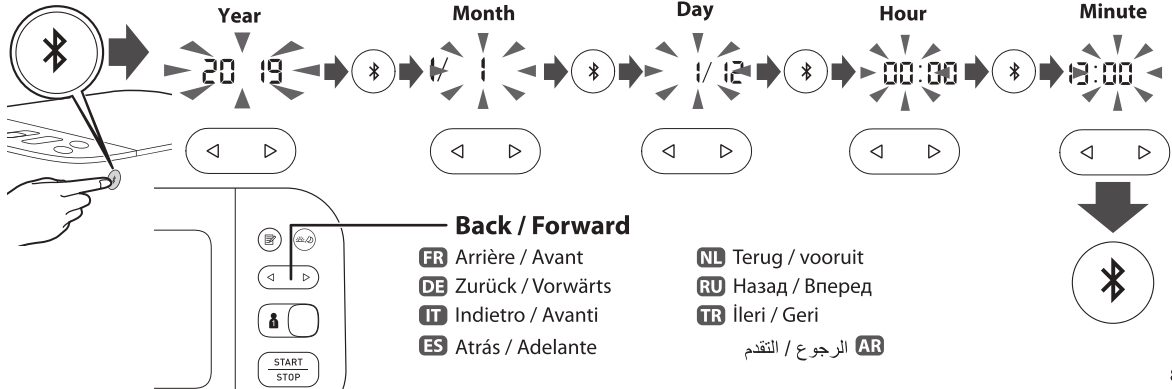 Year
Month
Day
Hour
Minute
20 19
1/ 1
1/ 12
00:00
13:00
Back / Forward
FR Arrière / Avant
DE Zurück / Vorwärts
IT Indietro / Avanti
ES Atrás / Adelante
NL Terug / vooruit
RU Назад / Вперед
TR İleri / Geri
AR الرجوع / التقدم
START
STOP